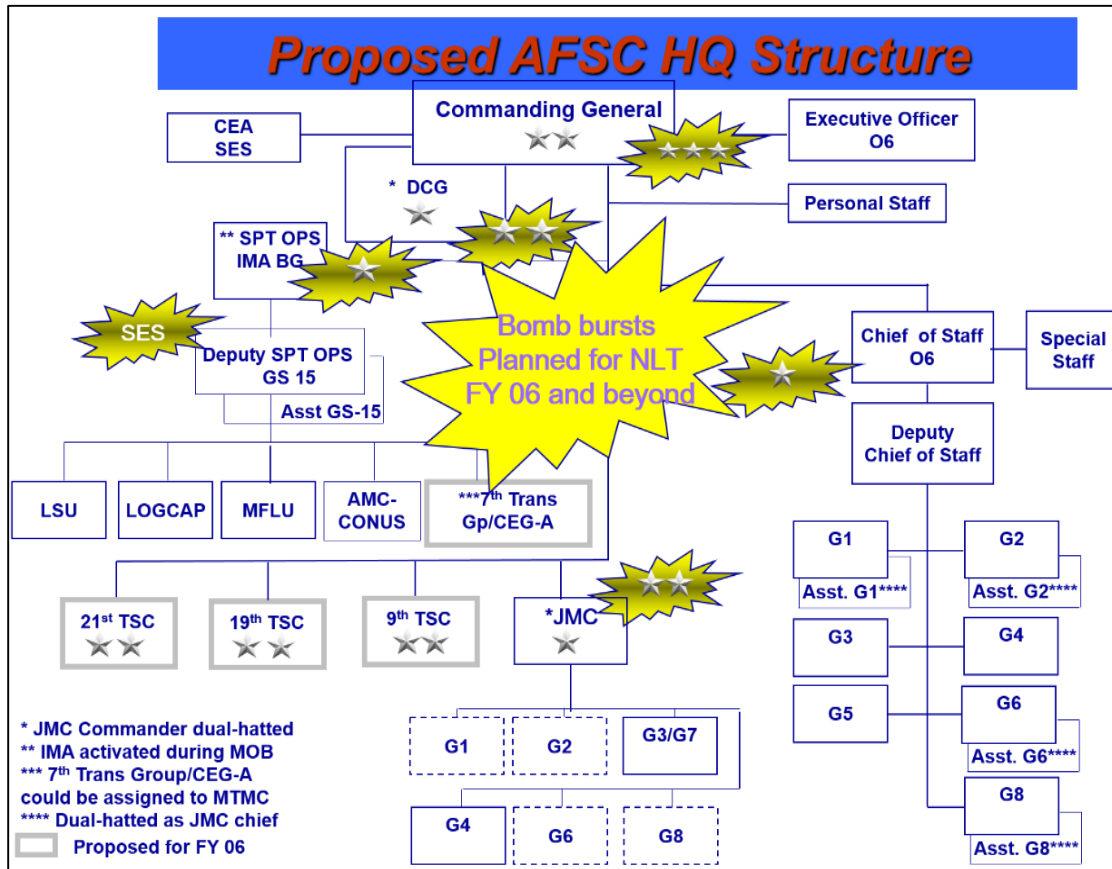 Proposed AFSC HQ Structure
Commanding General
CEA
SES
Executive Officer
O6
* DCG
Personal Staff
** SPT OPS
IMA BG
SES
Deputy SPT OPS
GS 15
Asst GS-15
Bomb bursts
Planned for NLT
FY 06 and beyond
Chief of Staff
O6
Special
Staff
Deputy
Chief of Staff
LSU
LOGCAP
MFLU
AMC-
CONUS
***7th Trans
Gp/CEG-A
G1
Asst. G1****
G2
Asst. G2****
G3
G4
G5
G6
Asst. G6****
G8
Asst. G8****
21st TSC
19th TSC
9th TSC
*JMC
G1
G2
G3/G7
G4
G6
G8
* JMC Commander dual-hatted
** IMA activated during MOB
*** 7th Trans Group/CEG-A
could be assigned to MTMC
**** Dual-hatted as JMC chief
Proposed for FY 06